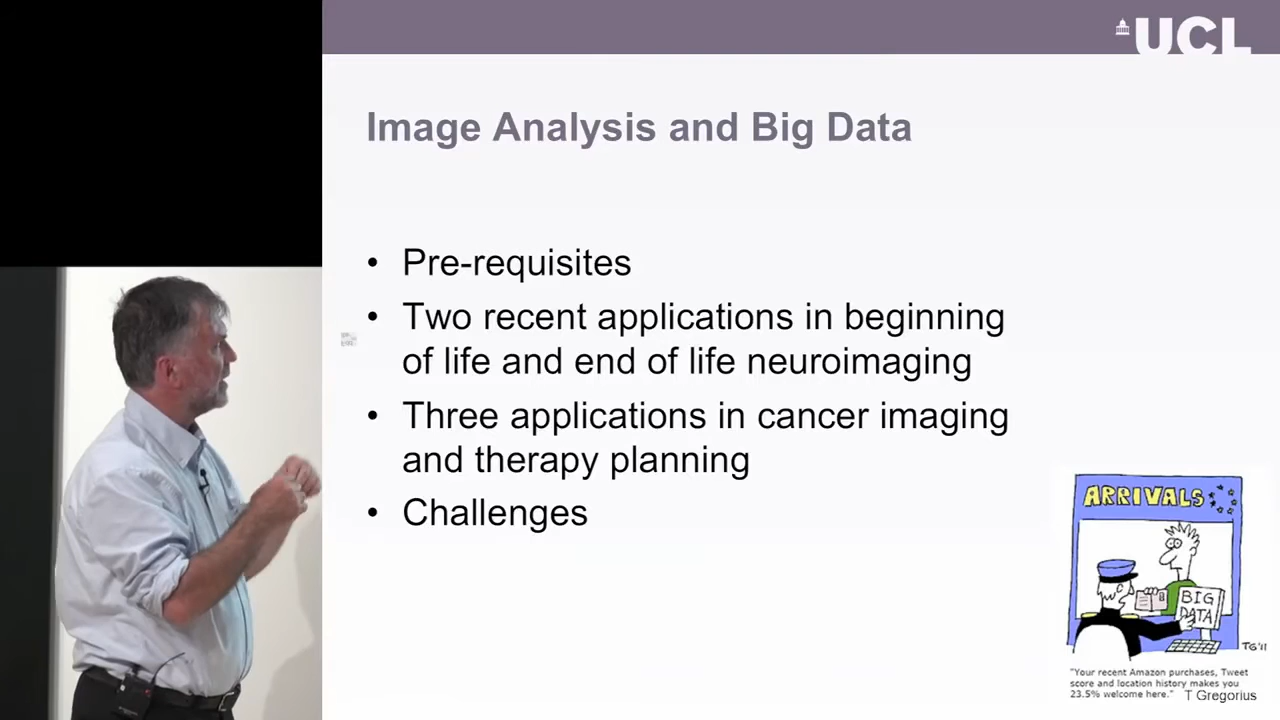 UCL
Image Analysis and Big Data
• Pre-requisites
• Two recent applications in beginning
of life and end of life neuroimaging
• Three applications in cancer imaging
and therapy planning
• Challenges
ARRIVALS
BIG
DATA
TG'11
"Your recent Amazon purchases, Tweet
score and location history makes you
23.5% welcome here." T Gregorius